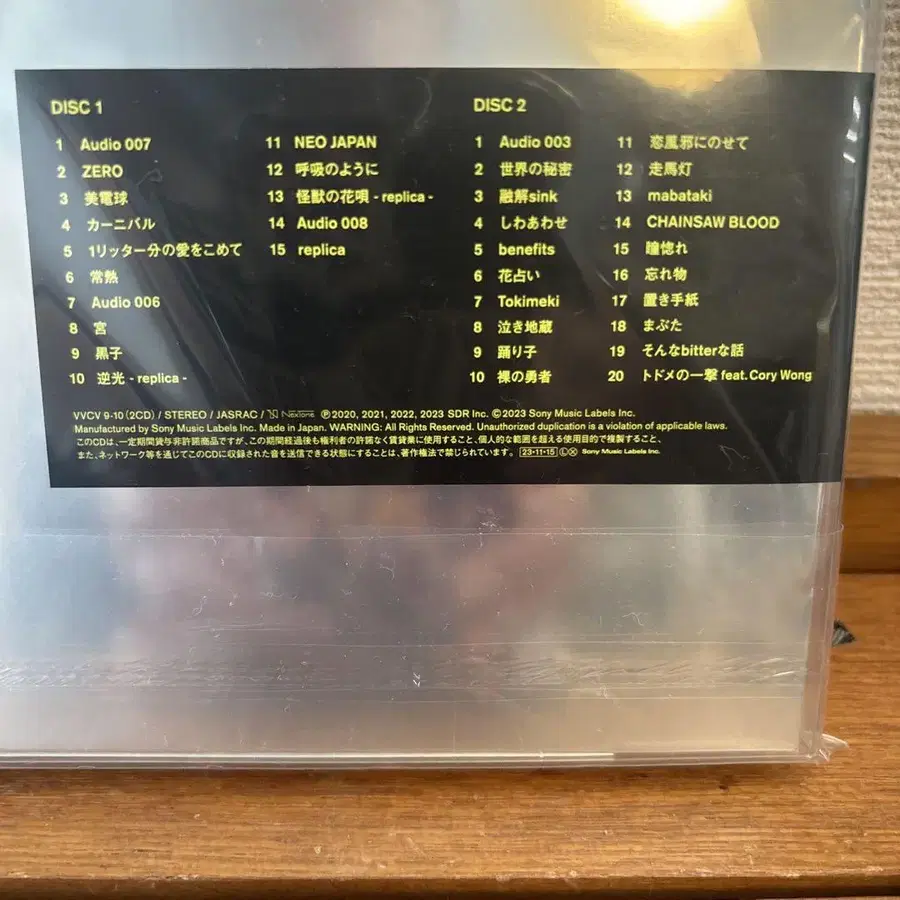 DISC 1
1 Audio 007
2 ZERO
3 美電球
4 カーニバル
5 1リッター分の愛をこめて
6 常熱
7 Audio 006
8 宮
9 黒子
10 逆光 - replica -
11 NEO JAPAN
12 呼吸のように
13 怪獣の花唄 - replica -
14 Audio 008
15 replica
DISC 2
1 Audio 003
2 世界の秘密
3 融解sink
4 しわあわせ
5 benefits
6 花占い
7 Tokimeki
8 泣き地蔵
9 踊り子
10 裸の勇者
11 恋風邪にのせて
12 走馬灯
13 mabataki
14 CHAINSAW BLOOD
15 瞳惚れ
16 忘れ物
17 置き手紙
18 まぶた
19 そんなbitterな話
20 トドメの一撃 feat. Cory Wong
VVCV 9-10 (2CD) / STEREO / JASRAC / NexTone Ⓟ2020, 2021, 2022, 2023 SDR Inc. ©2023 Sony Music Labels Inc.
Manufactured by Sony Music Labels Inc. Made in Japan. WARNING: All Rights Reserved. Unauthorized duplication is a violation of applicable laws.
このCDは、一定期間貸与非許諾商品ですが、この期間経過後も権利者の許諾なく賃貸業に使用すること、個人的な範囲を超える使用目的で複製すること、
また、ネットワーク等を通じてこのCDに収録された音を送信できる状態にすることは、著作権法で禁じられています。 23・11・15 Ⓛ Ⓧ Sony Music Labels Inc.